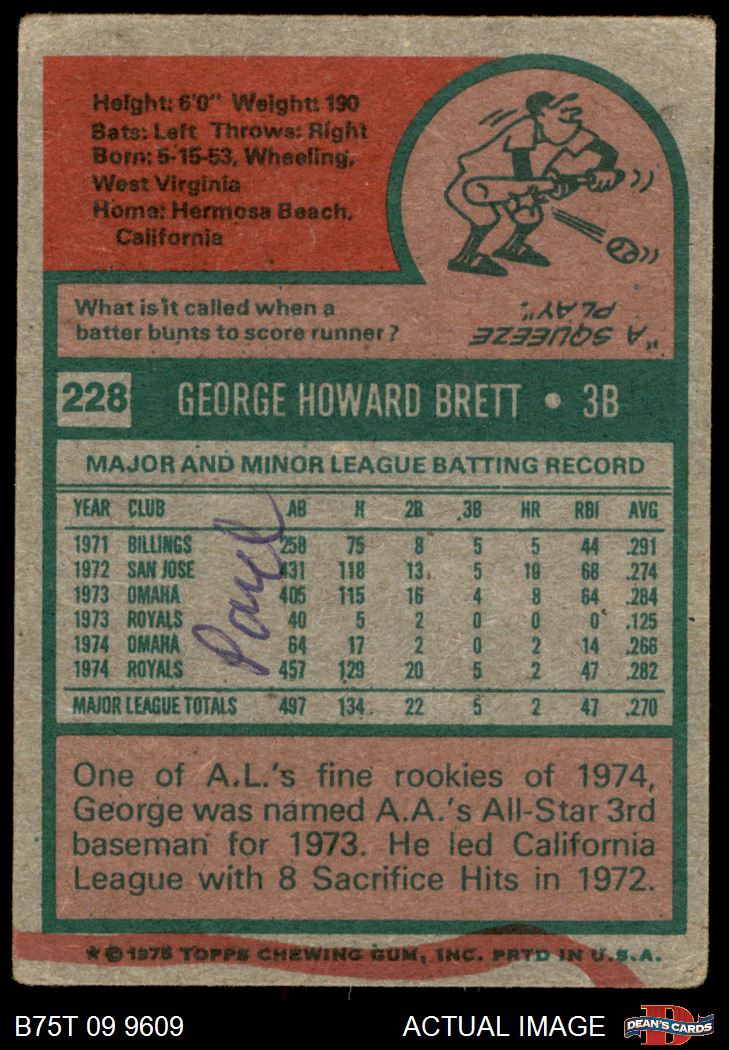 Height: 6'0" Weight: 190
Bats: Left Throws: Right
Born: 5-15-53, Wheeling,
West Virginia
Home: Hermosa Beach,
California
What is it called when a
batter bunts to score runner?
"A SQUEEZE
PLAY".
228 GEORGE HOWARD BRETT • 3B
MAJOR AND MINOR LEAGUE BATTING RECORD
YEAR CLUB AB H 2B 3B HR RBI AVG
1971 BILLINGS 258 75 8 5 5 44 .291
1972 SAN JOSE 431 118 13 5 10 68 .274
1973 OMAHA 405 115 16 4 8 64 .284
1973 ROYALS 40 5 2 0 0 0 .125
1974 OMAHA 64 17 2 0 2 14 .266
1974 ROYALS 457 129 20 5 2 47 .282
MAJOR LEAGUE TOTALS 497 134 22 5 2 47 .270
One of A.L.'s fine rookies of 1974,
George was named A.A.'s All-Star 3rd
baseman for 1973. He led California
League with 8 Sacrifice Hits in 1972.
* © 1975 TOPPS CHEWING GUM, INC. PRTD IN U.S.A.
B75T 09 9609 ACTUAL IMAGE
DEAN'S CARDS